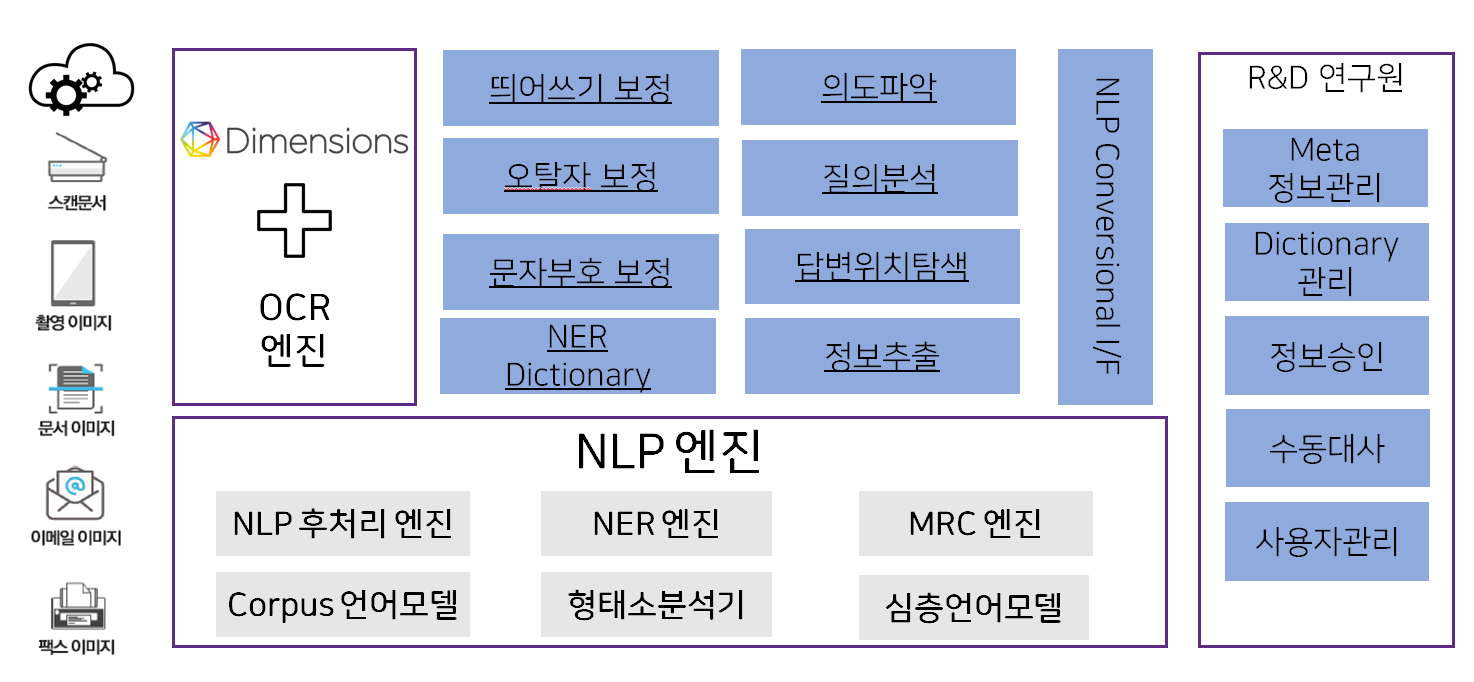 스캔문서
촬영 이미지
문서 이미지
이메일 이미지
팩스 이미지
Dimensions
OCR
엔진
띄어쓰기 보정
오탈자 보정
문자부호 보정
NER
Dictionary
의도파악
질의분석
답변위치탐색
정보추출
NLP Conversional I/F
NLP 엔진
NLP 후처리 엔진
NER 엔진
MRC 엔진
Corpus 언어모델
형태소분석기
심층언어모델
R&D 연구원
Meta
정보관리
Dictionary
관리
정보승인
수동대사
사용자관리